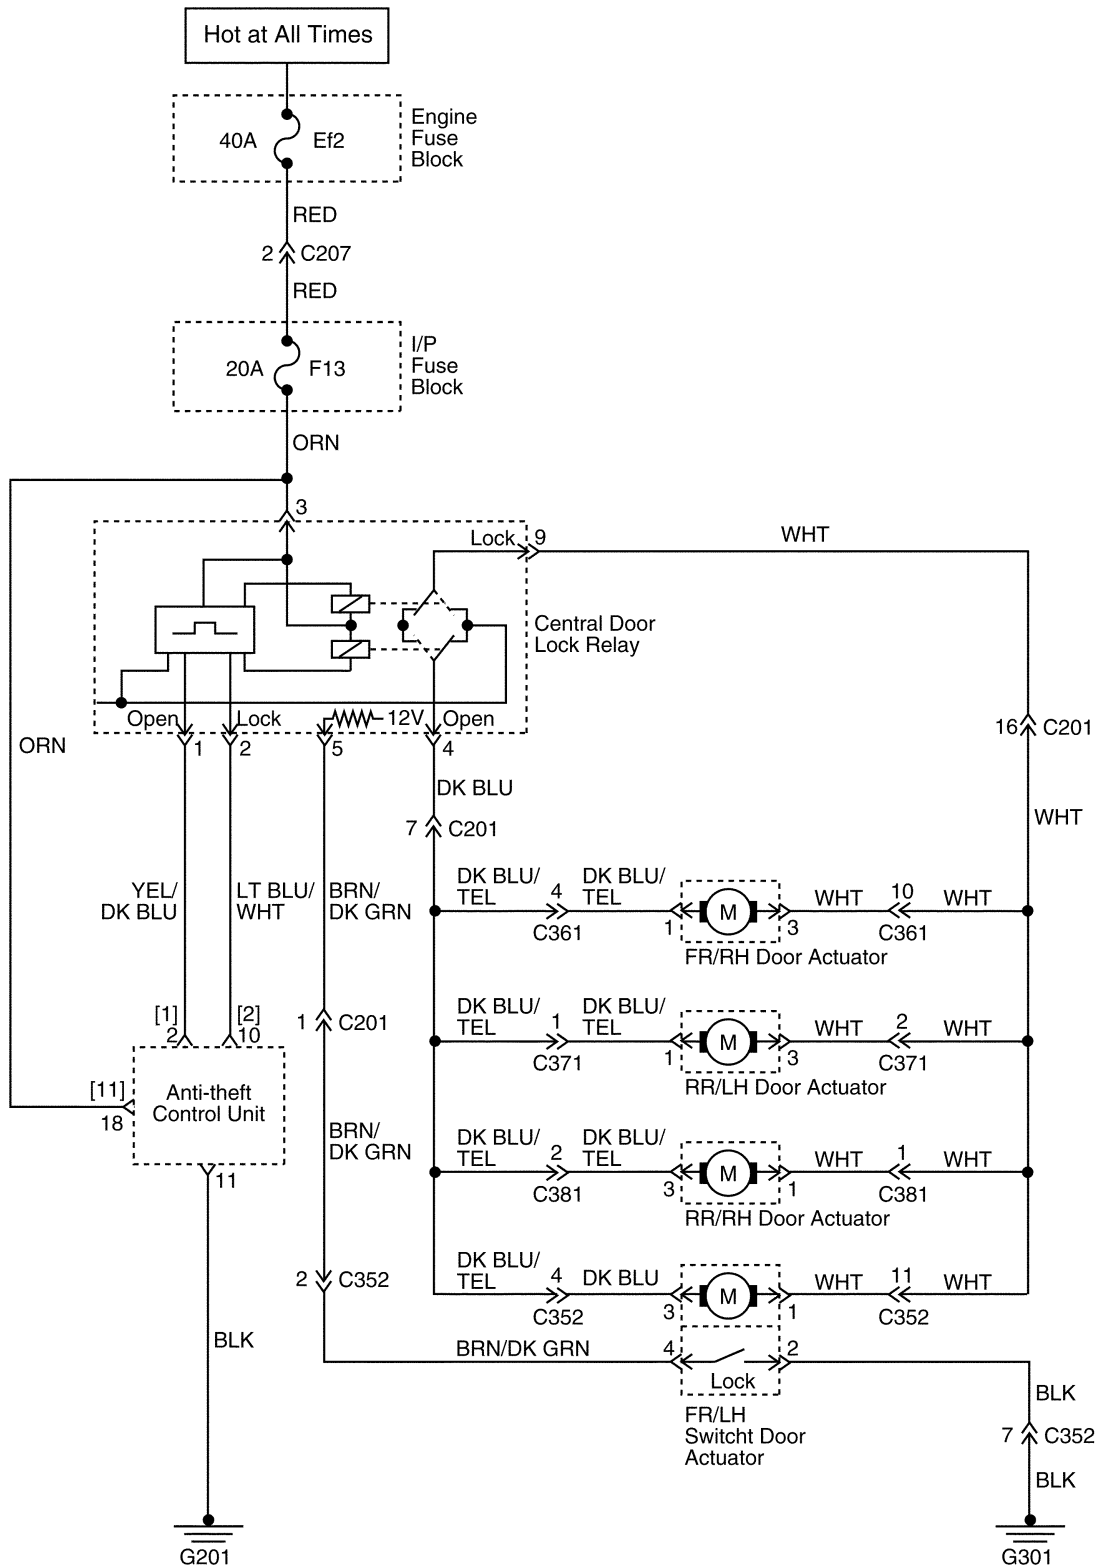 Hot at All Times
40A
Ef2
Engine
Fuse
Block
RED
2
C207
RED
20A
F13
I/P
Fuse
Block
ORN
3
Lock
9
WHT
Central Door
Lock Relay
Open
Lock
12V
Open
ORN
1
2
5
4
16
C201
DK BLU
7
C201
WHT
YEL/
DK BLU
LT BLU/
WHT
BRN/
DK GRN
DK BLU/
TEL
4
C361
DK BLU/
TEL
1
M
3
WHT
10
C361
WHT
FR/RH Door Actuator
[1]
2
[2]
10
1
C201
DK BLU/
TEL
1
C371
DK BLU/
TEL
1
M
3
WHT
2
C371
WHT
RR/LH Door Actuator
[11]
18
Anti-theft
Control Unit
11
BRN/
DK GRN
DK BLU/
TEL
2
C381
DK BLU/
TEL
3
M
1
WHT
1
C381
WHT
RR/RH Door Actuator
2
C352
DK BLU/
TEL
4
C352
DK BLU
3
M
1
WHT
11
C352
WHT
BLK
BRN/DK GRN
4
Lock
2
FR/LH
Switcht Door
Actuator
BLK
7
C352
BLK
G201
G301